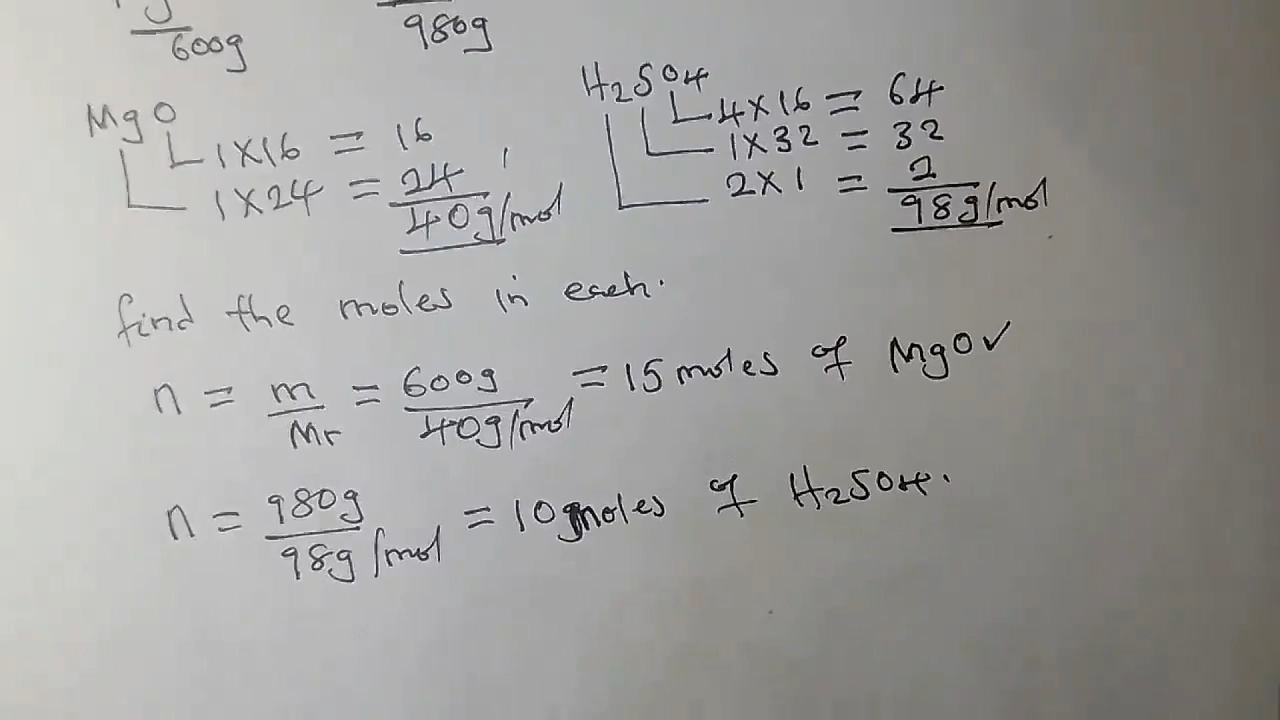 600g 980g
MgO
1x16 = 16
1x24 = 24
40g/mol
H2SO4
4x16 = 64
1x32 = 32
2x1 = 2
98g/mol
find the moles in each.
n = m/Mr = 600g/40g/mol = 15 moles of MgO ✓
n = 980g/98g/mol = 10 moles of H2SO4.